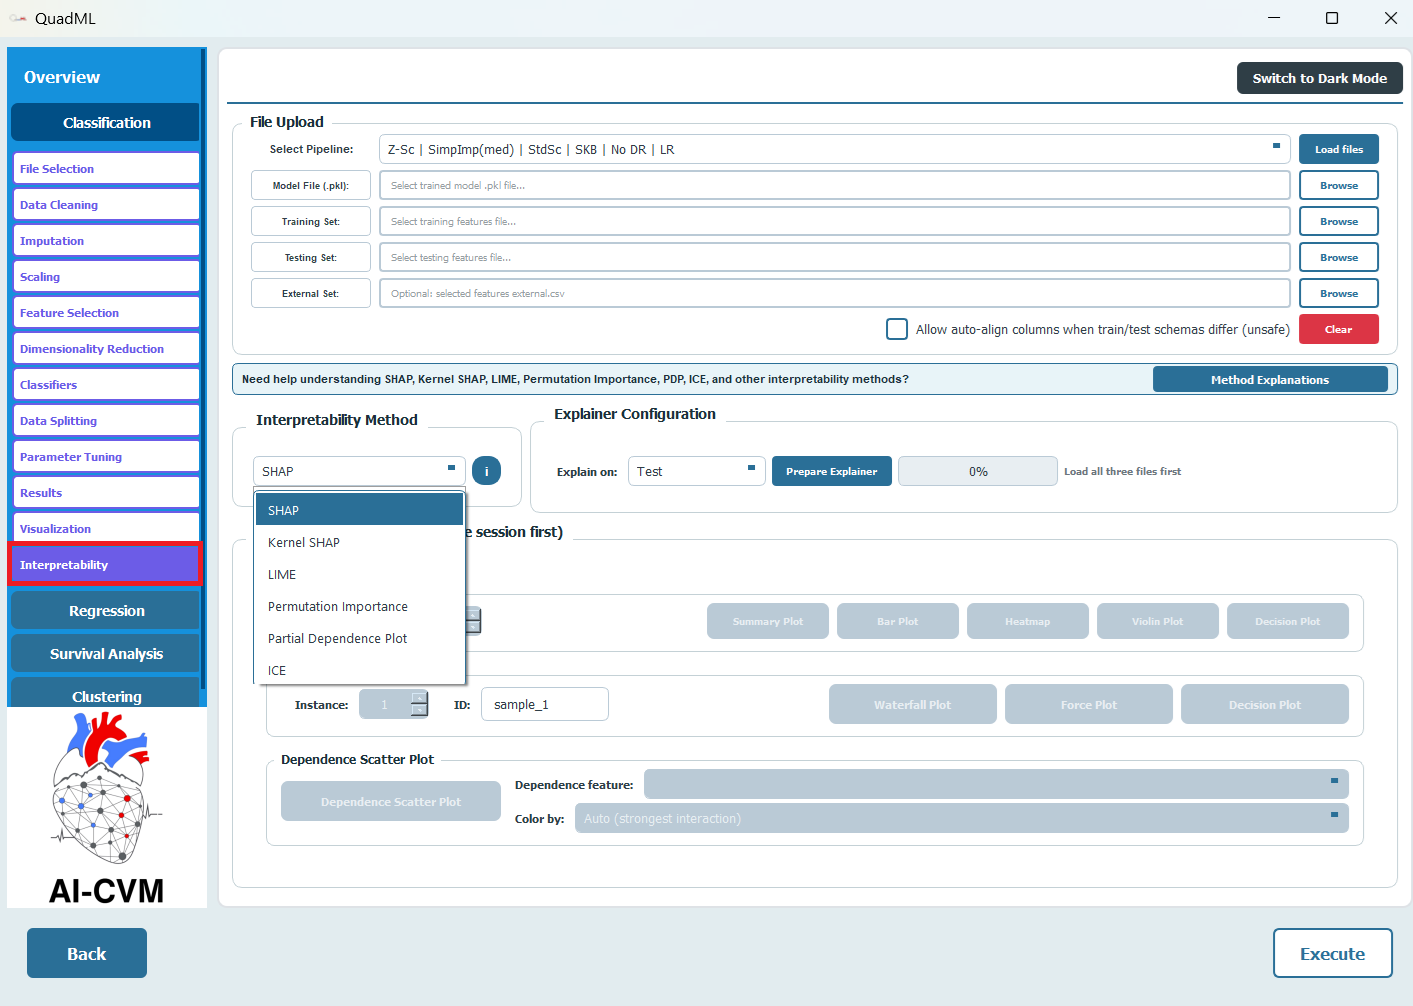 QuadML
Overview
Classification
File Selection
Data Cleaning
Imputation
Scaling
Feature Selection
Dimensionality Reduction
Classifiers
Data Splitting
Parameter Tuning
Results
Visualization
Interpretability
Regression
Survival Analysis
Clustering
AI-CVM
Back
Switch to Dark Mode
File Upload
Select Pipeline: Z-Sc | SimpImp(med) | StdSc | SKB | No DR | LR Load files
Model File (.pkl): Select trained model .pkl file... Browse
Training Set: Select training features file... Browse
Testing Set: Select testing features file... Browse
External Set: Optional: selected features external.csv Browse
Allow auto-align columns when train/test schemas differ (unsafe) Clear
Need help understanding SHAP, Kernel SHAP, LIME, Permutation Importance, PDP, ICE, and other interpretability methods? Method Explanations
Interpretability Method
SHAP i
SHAP
Kernel SHAP
LIME
Permutation Importance
Partial Dependence Plot
ICE
Explainer Configuration
Explain on: Test Prepare Explainer 0% Load all three files first
session first)
Summary Plot Bar Plot Heatmap Violin Plot Decision Plot
Instance: 1 ID: sample_1 Waterfall Plot Force Plot Decision Plot
Dependence Scatter Plot
Dependence Scatter Plot Dependence feature:
Color by: Auto (strongest interaction)
Execute